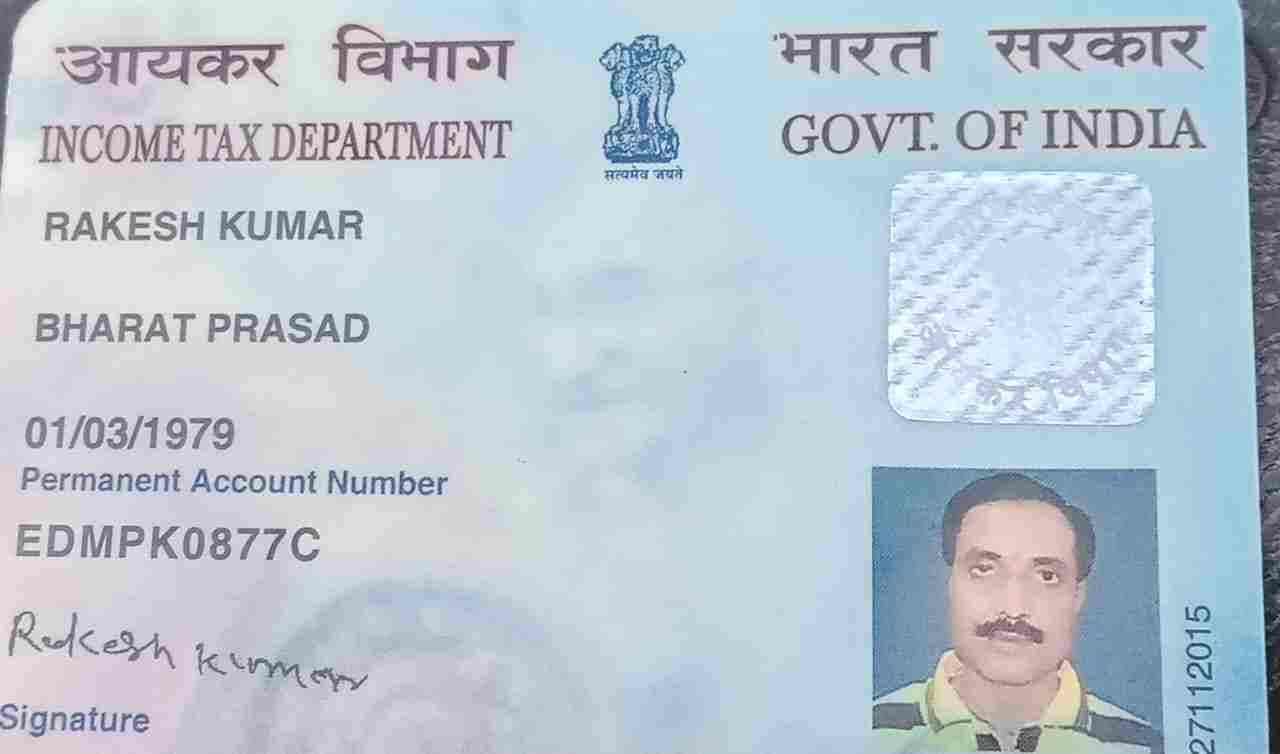 आयकर विभाग
INCOME TAX DEPARTMENT
सत्यमेव जयते
भारत सरकार
GOVT. OF INDIA
RAKESH KUMAR
BHARAT PRASAD
01/03/1979
Permanent Account Number
EDMPK0877C
Rakesh Kumar
Signature
आयकर विभाग
27112015